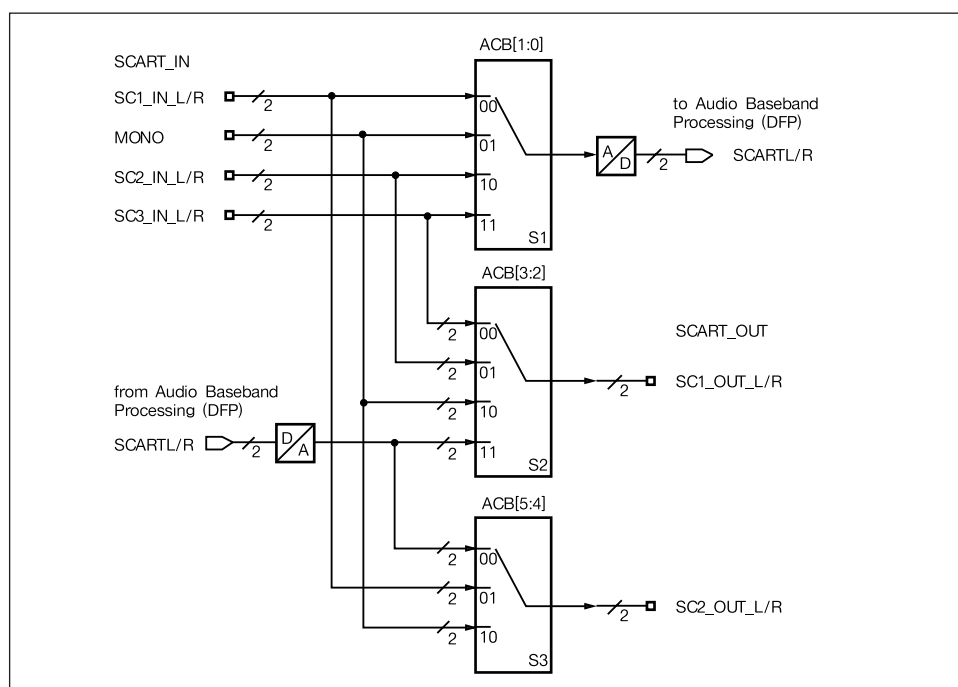 ACB[1:0]
SCART_IN
SC1_IN_L/R
2
00
to Audio Baseband
Processing (DFP)
MONO
2
01
A
D
2
SCARTL/R
SC2_IN_L/R
2
10
SC3_IN_L/R
2
11
S1
ACB[3:2]
2
00
SCART_OUT
2
01
2
SC1_OUT_L/R
from Audio Baseband
Processing (DFP)
2
10
SCARTL/R
2
D
A
2
11
S2
ACB[5:4]
2
00
2
01
2
SC2_OUT_L/R
2
10
S3